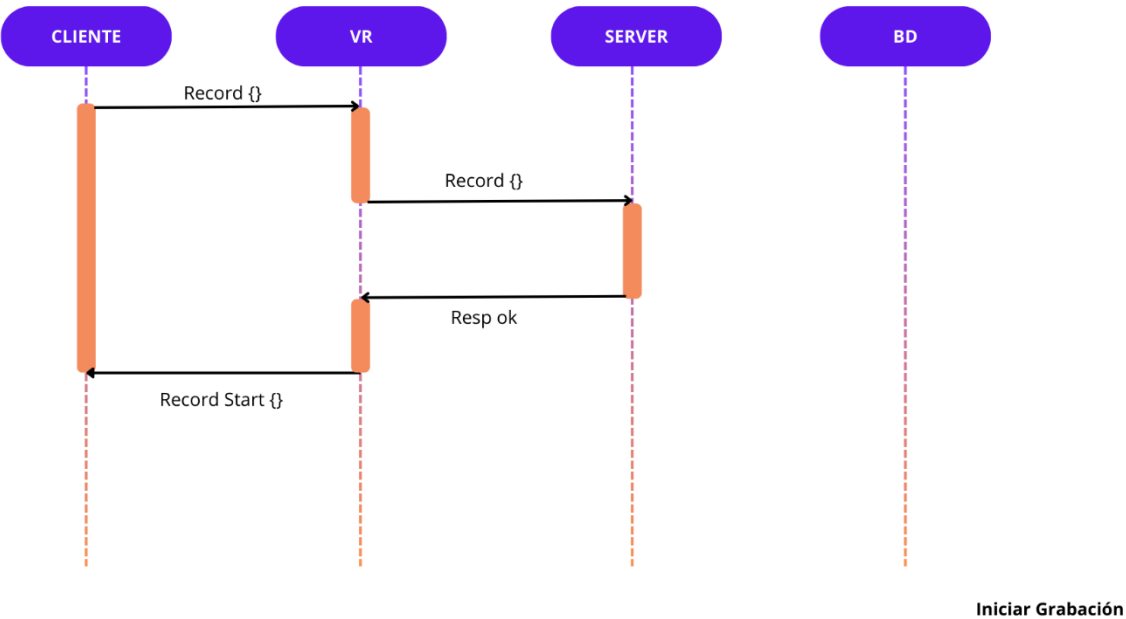 CLIENTE
VR
SERVER
BD
Record {}
Record {}
Resp ok
Record Start {}
Iniciar Grabación